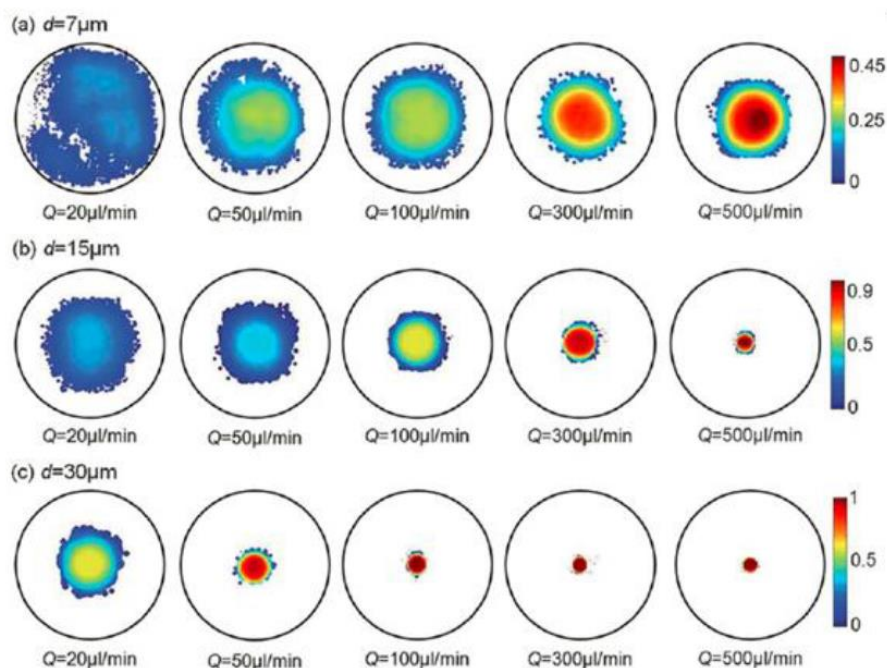 (a) d=7μm
0.45
0.25
0
Q=20μl/min Q=50μl/min Q=100μl/min Q=300μl/min Q=500μl/min
(b) d=15μm
0.9
0.5
0
Q=20μl/min Q=50μl/min Q=100μl/min Q=300μl/min Q=500μl/min
(c) d=30μm
1
0.5
0
Q=20μl/min Q=50μl/min Q=100μl/min Q=300μl/min Q=500μl/min